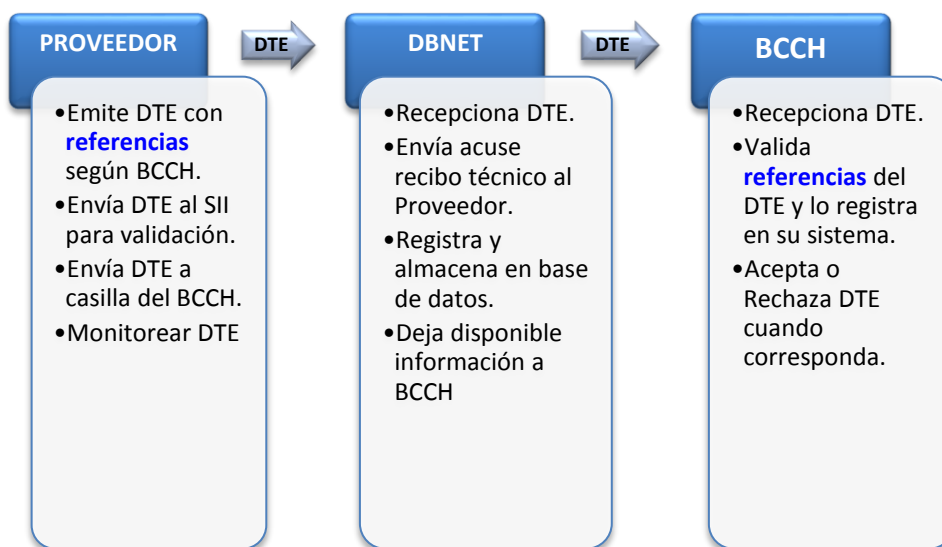 PROVEEDOR
DTE
DBNET
DTE
BCCH
•Emite DTE con
referencias
según BCCH.
•Envía DTE al SII
para validación.
•Envía DTE a
casilla del BCCH.
•Monitorear DTE
•Recepciona DTE.
•Envía acuse
recibo técnico al
Proveedor.
•Registra y
almacena en base
de datos.
•Deja disponible
información a
BCCH
•Recepciona DTE.
•Valida
referencias del
DTE y lo registra
en su sistema.
•Acepta o
Rechaza DTE
cuando
corresponda.